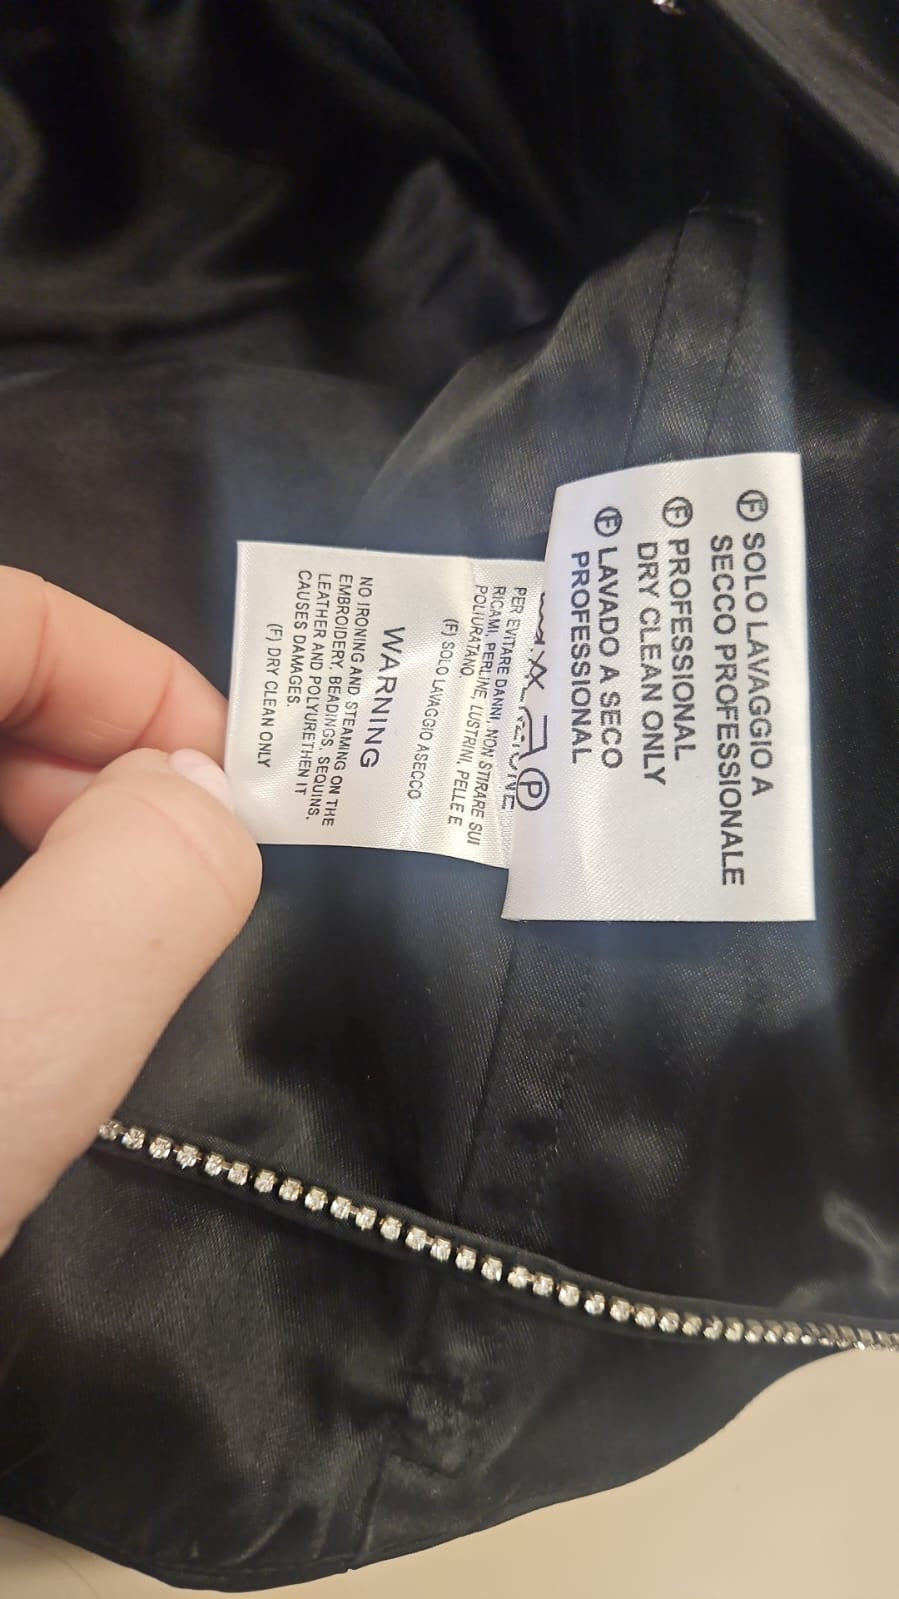 Ⓕ SOLO LAVAGGIO A
SECCO PROFESSIONALE
Ⓕ PROFESSIONAL
DRY CLEAN ONLY
Ⓕ LAVADO A SECO
PROFESSIONAL
Ⓟ
PER EVITARE DANNI, NON STIRARE SUI
RICAMI, PERLINE, LUSTRINI, PELLE E
POLIURATANO.
(F) SOLO LAVAGGIO ASECCO
WARNING
NO IRONING AND STEAMING ON THE
EMBROIDERY, BEADINGS, SEQUINS,
LEATHER AND POLYURETHEN IT
CAUSES DAMAGES.
(F) DRY CLEAN ONLY